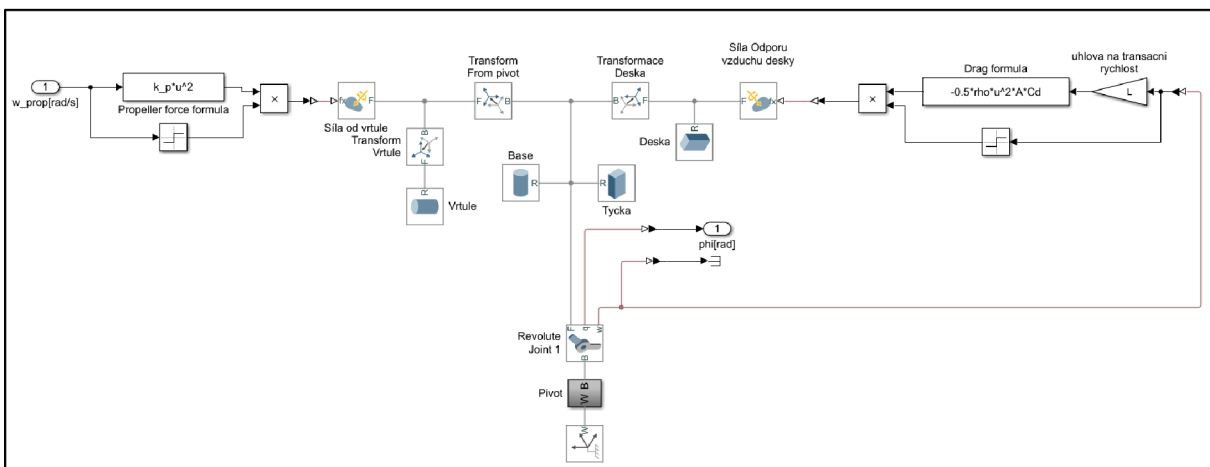 1
w_prop[rad/s]
k_p*u^2
Propeller force formula
×
fx F
Síla od vrtule
Transform
Vrtule
B
F
R
Vrtule
Transform
From pivot
F B
Transformace
Deska
B F
Síla Odporu
vzduchu desky
F fx
R
Deska
×
Drag formula
-0.5*rho*u^2*A*Cd
uhlova na transacni
rychlost
L
Base
R
R
Tycka
1
phi[rad]
F q w
Revolute
Joint 1
B
Pivot
B
W
W